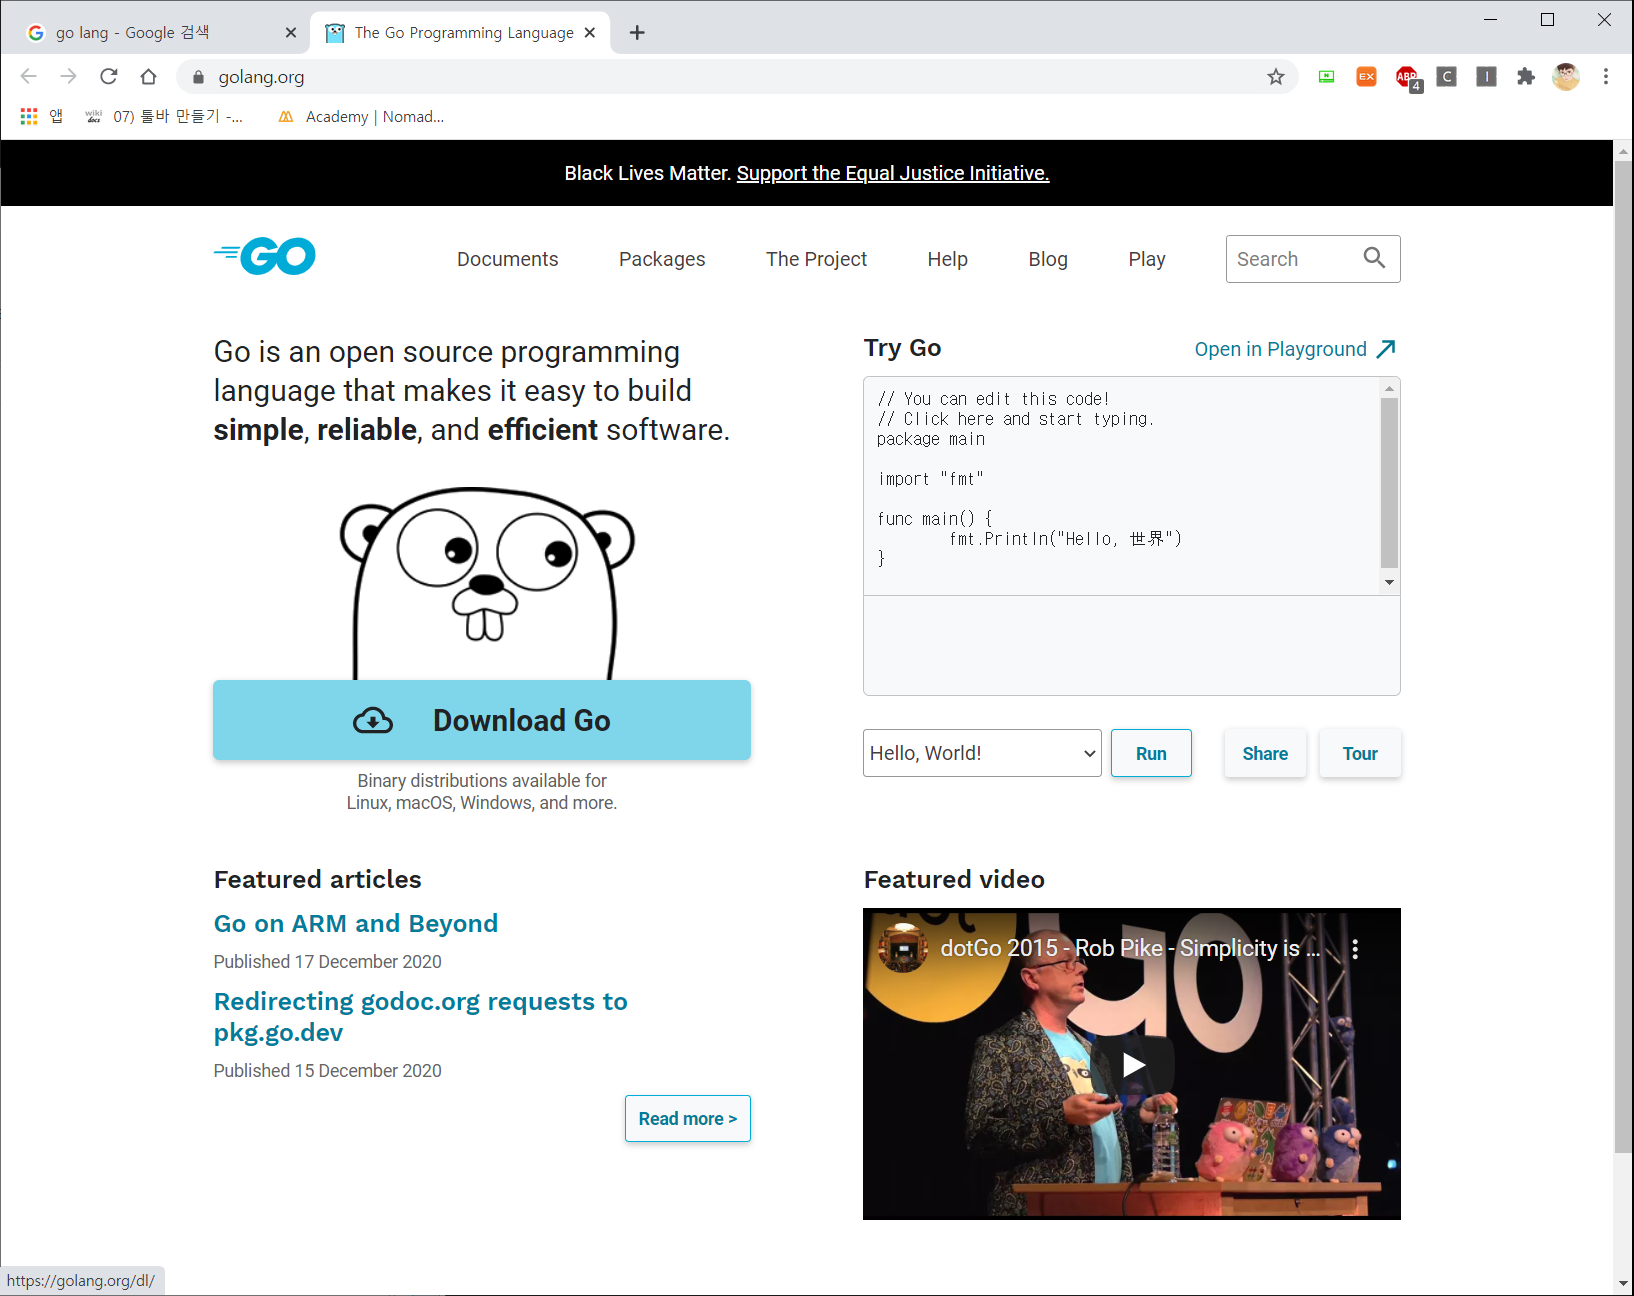 go lang - Google 검색
The Go Programming Language
golang.org
EX
ABP
4
C
I
앱
wiki docs
07) 툴바 만들기 -...
Academy | Nomad...
Black Lives Matter. Support the Equal Justice Initiative.
GO
Documents
Packages
The Project
Help
Blog
Play
Search
Go is an open source programming
language that makes it easy to build
simple, reliable, and efficient software.
Download Go
Binary distributions available for
Linux, macOS, Windows, and more.
Try Go
Open in Playground
// You can edit this code!
// Click here and start typing.
package main
import "fmt"
func main() {
fmt.Println("Hello, 世界")
}
Hello, World!
Run
Share
Tour
Featured articles
Go on ARM and Beyond
Published 17 December 2020
Redirecting godoc.org requests to
pkg.go.dev
Published 15 December 2020
Read more >
Featured video
dotGo 2015 - Rob Pike - Simplicity is ...
go
https://golang.org/dl/